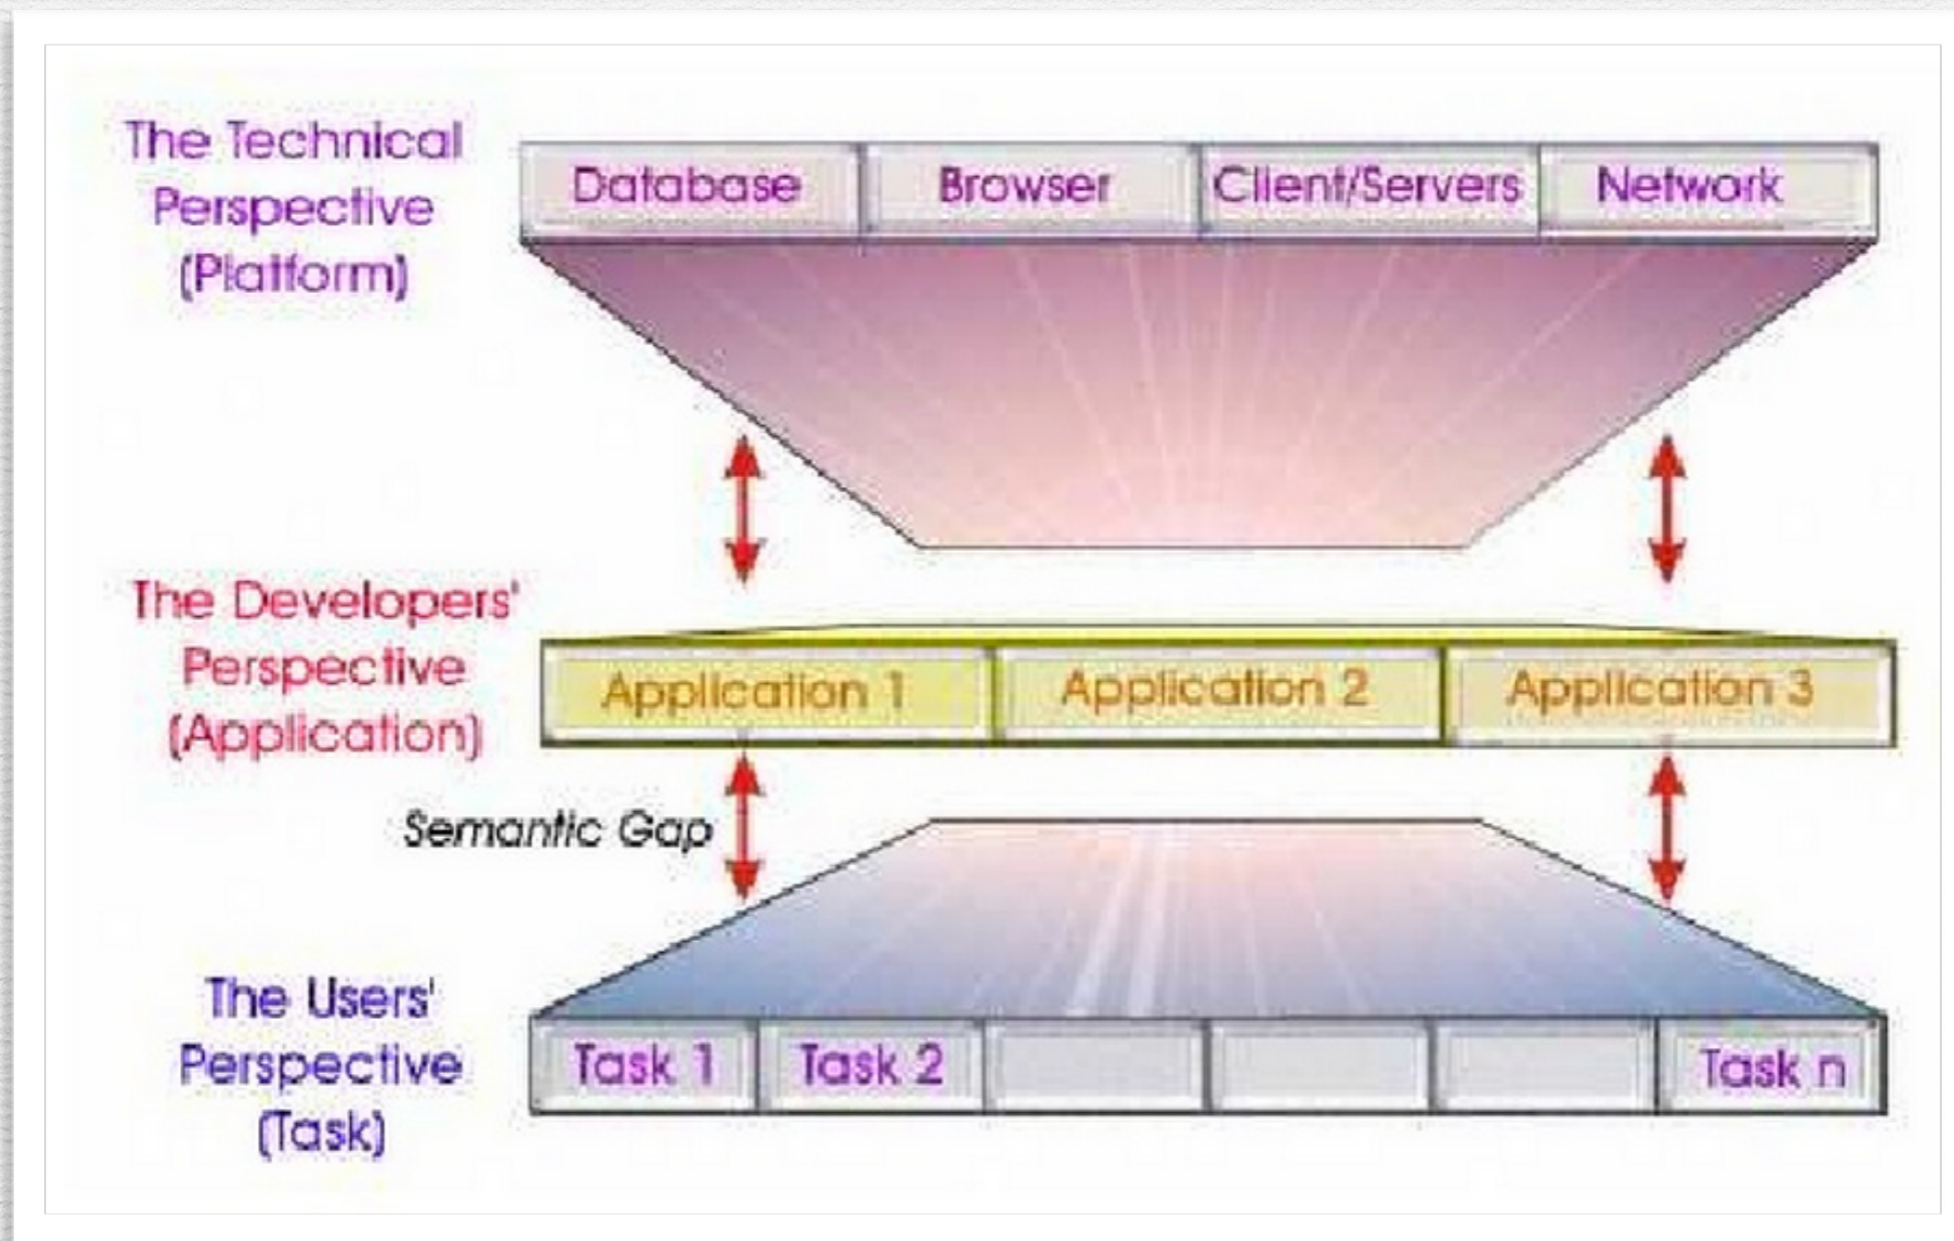 The Technical
Perspective
(Platform)
Database
Browser
Client/Servers
Network
The Developers'
Perspective
(Application)
Application 1
Application 2
Application 3
Semantic Gap
The Users'
Perspective
(Task)
Task 1
Task 2
Task n